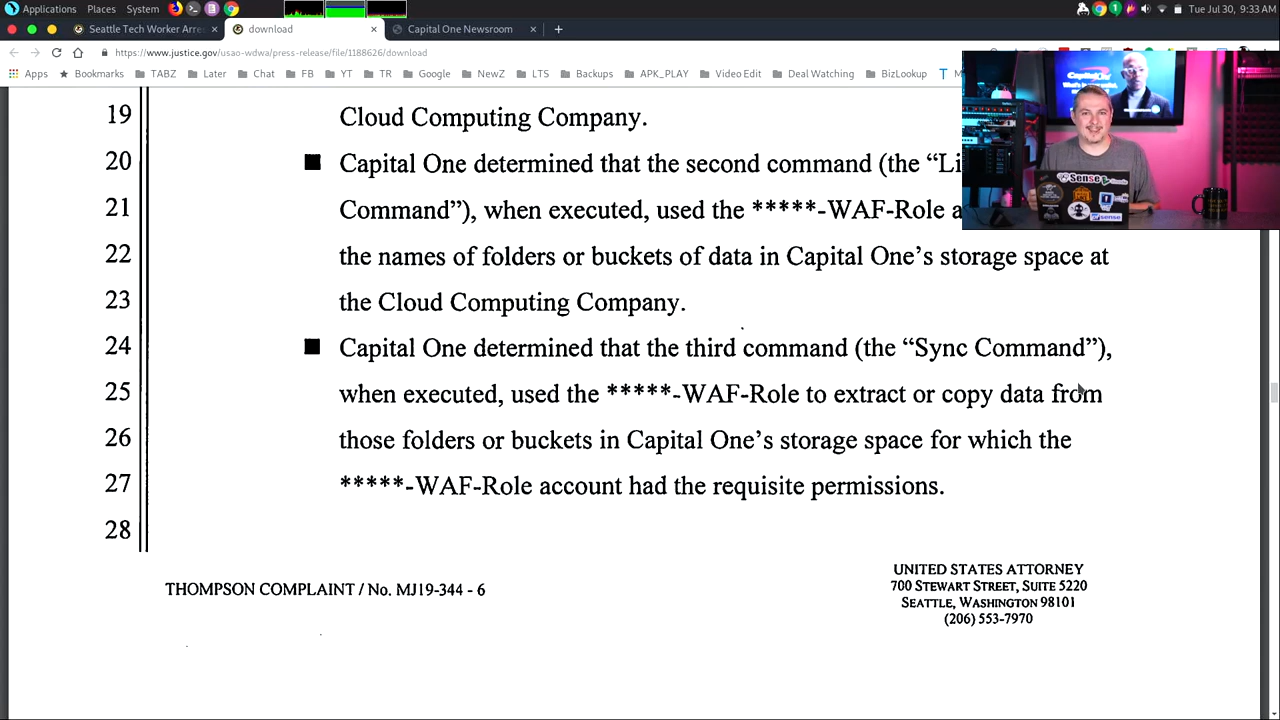 Applications Places System Tue Jul 30, 9:33 AM
Seattle Tech Worker Arres × download × Capital One Newsroom × +
https://www.justice.gov/usao-wdwa/press-release/file/1188626/download
Apps Bookmarks TABZ Later Chat FB YT TR Google NewZ LTS Backups APK_PLAY Video Edit Deal Watching BizLookup
19 Cloud Computing Company.
20 ■ Capital One determined that the second command (the “Li
21 Command”), when executed, used the *****-WAF-Role a
22 the names of folders or buckets of data in Capital One’s storage space at
23 the Cloud Computing Company.
24 ■ Capital One determined that the third command (the “Sync Command”),
25 when executed, used the *****-WAF-Role to extract or copy data from
26 those folders or buckets in Capital One’s storage space for which the
27 *****-WAF-Role account had the requisite permissions.
28
THOMPSON COMPLAINT / No. MJ19-344 - 6
UNITED STATES ATTORNEY
700 STEWART STREET, SUITE 5220
SEATTLE, WASHINGTON 98101
(206) 553-7970